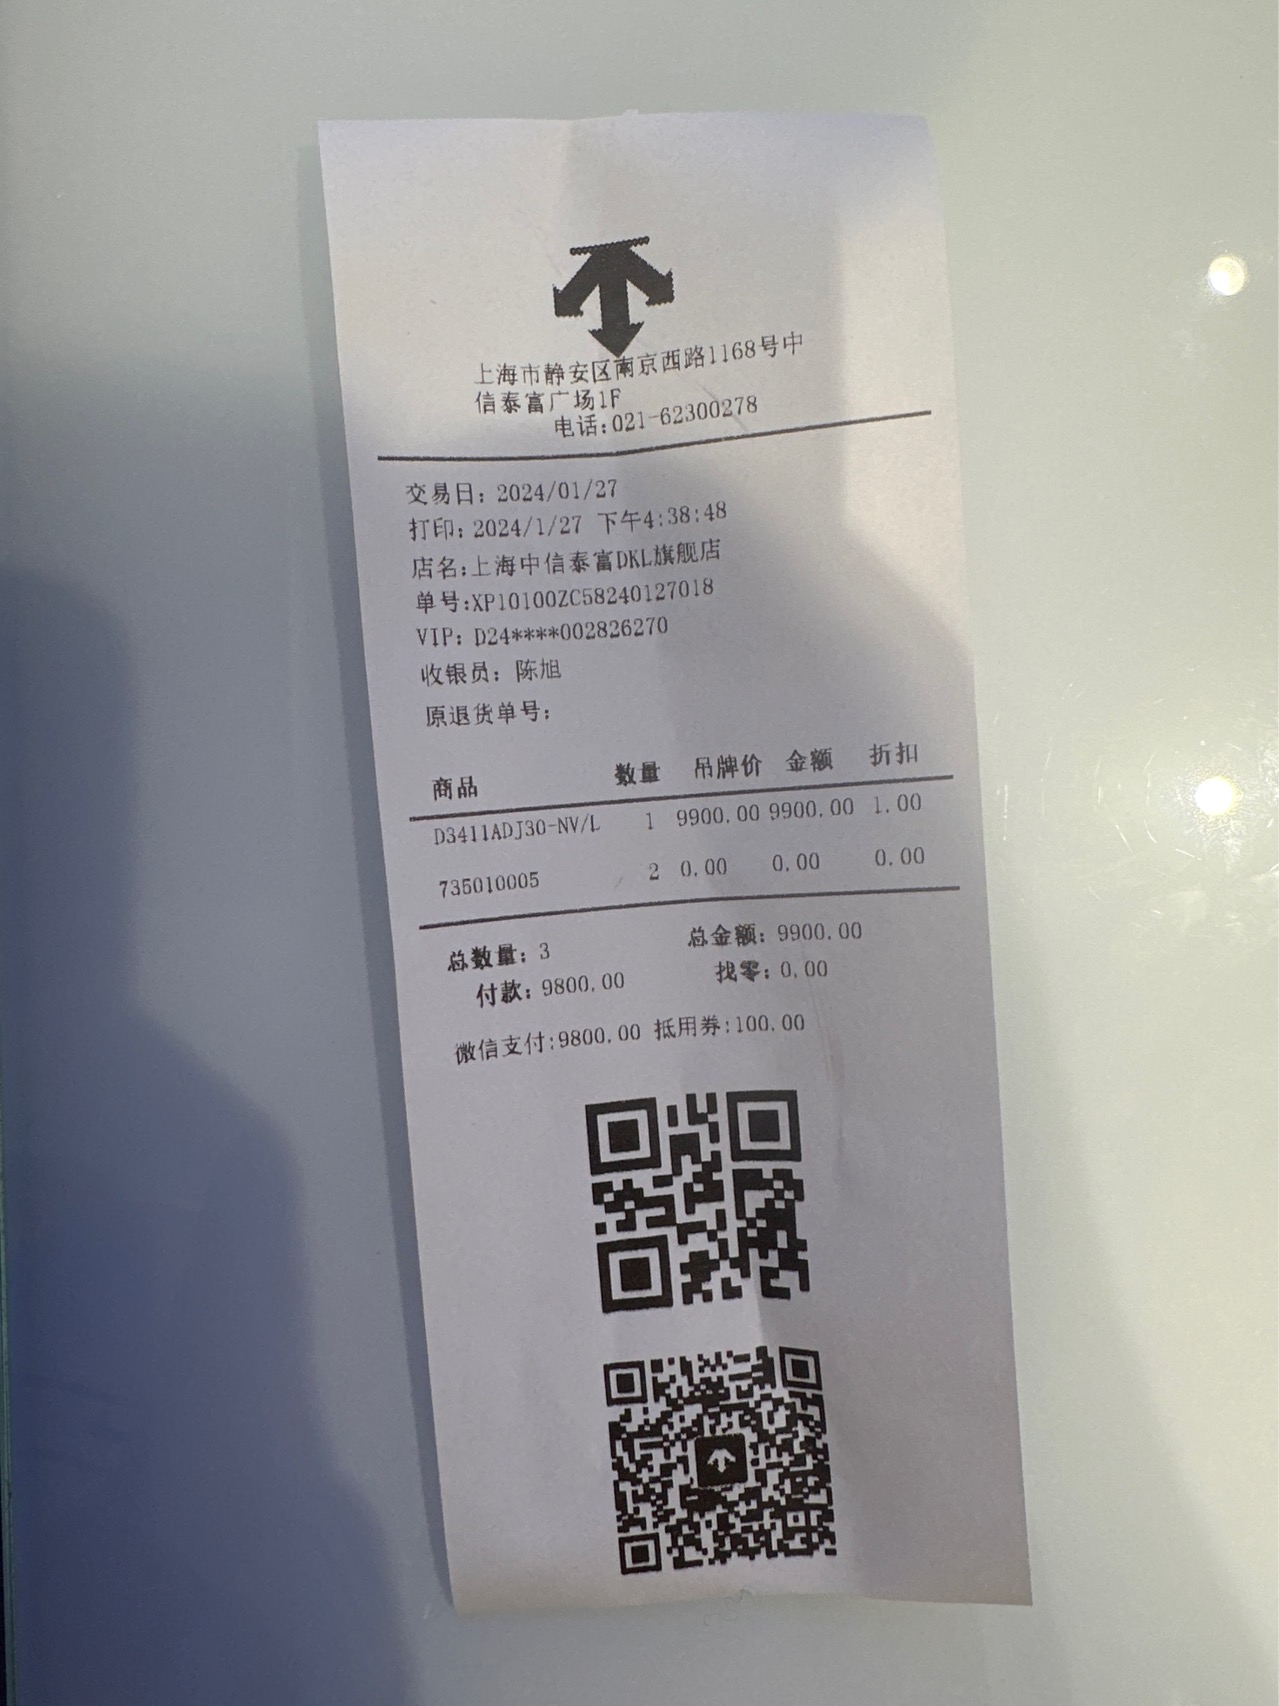 上海市静安区南京西路1168号中
信泰富广场1F
电话:021-62300278
交易日: 2024/01/27
打印: 2024/1/27 下午4:38:48
店名:上海中信泰富DKL旗舰店
单号:XP10100ZC58240127018
VIP: D24****002826270
收银员: 陈旭
原退货单号:
商品 数量 吊牌价 金额 折扣
D3411ADJ30-NV/L 1 9900.00 9900.00 1.00
735010005 2 0.00 0.00 0.00
总数量: 3 总金额: 9900.00
付款: 9800.00 找零: 0.00
微信支付:9800.00 抵用券:100.00